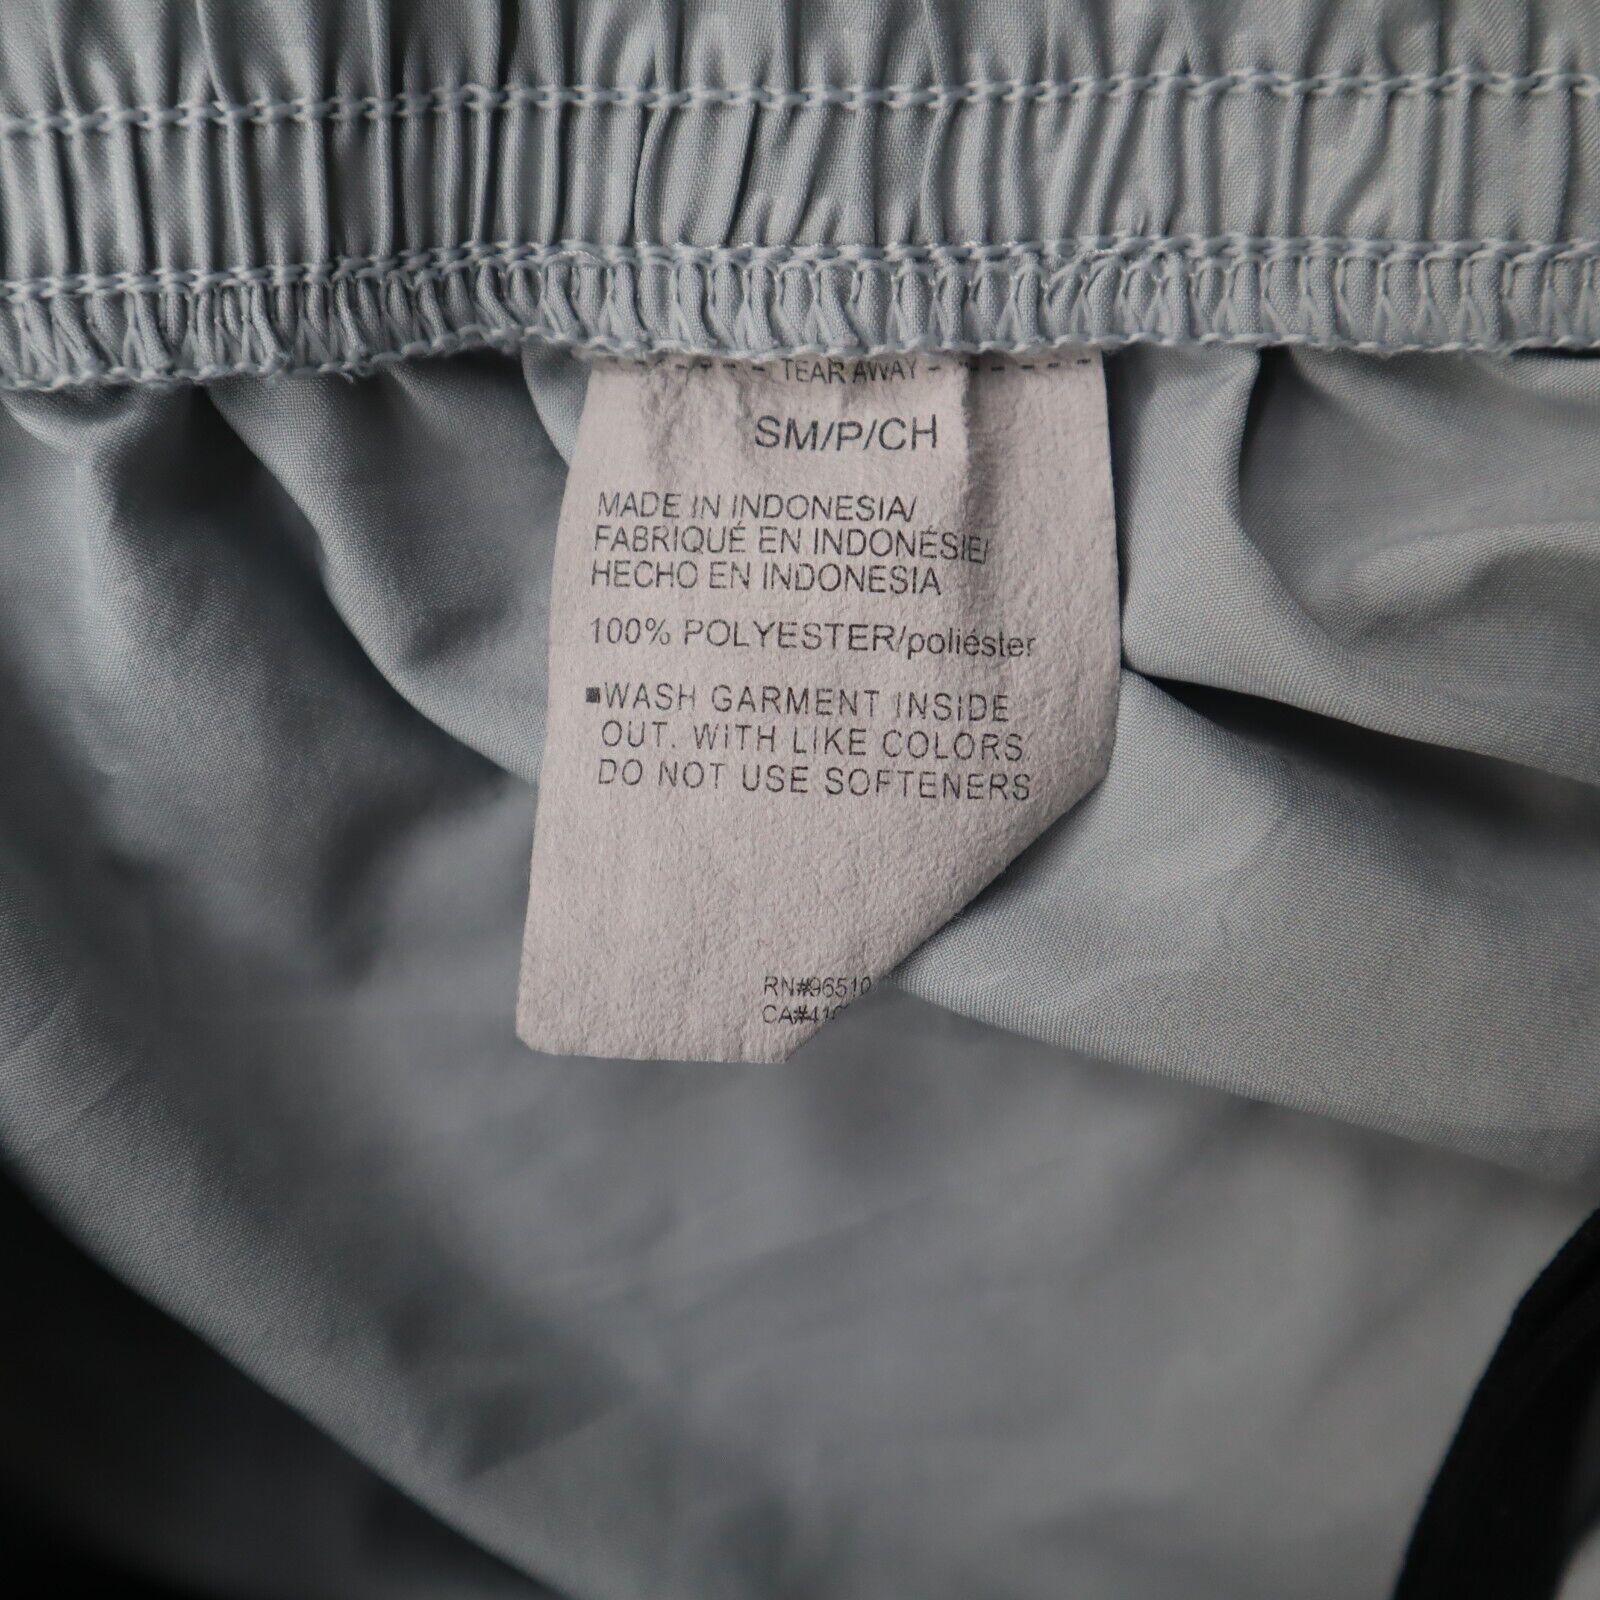 - - - - - TEAR AWAY - - - - -
SM/P/CH
MADE IN INDONESIA/
FABRIQUÉ EN INDONÉSIE/
HECHO EN INDONESIA
100% POLYESTER/poliéster
■WASH GARMENT INSIDE
OUT. WITH LIKE COLORS
DO NOT USE SOFTENERS
RN#96510